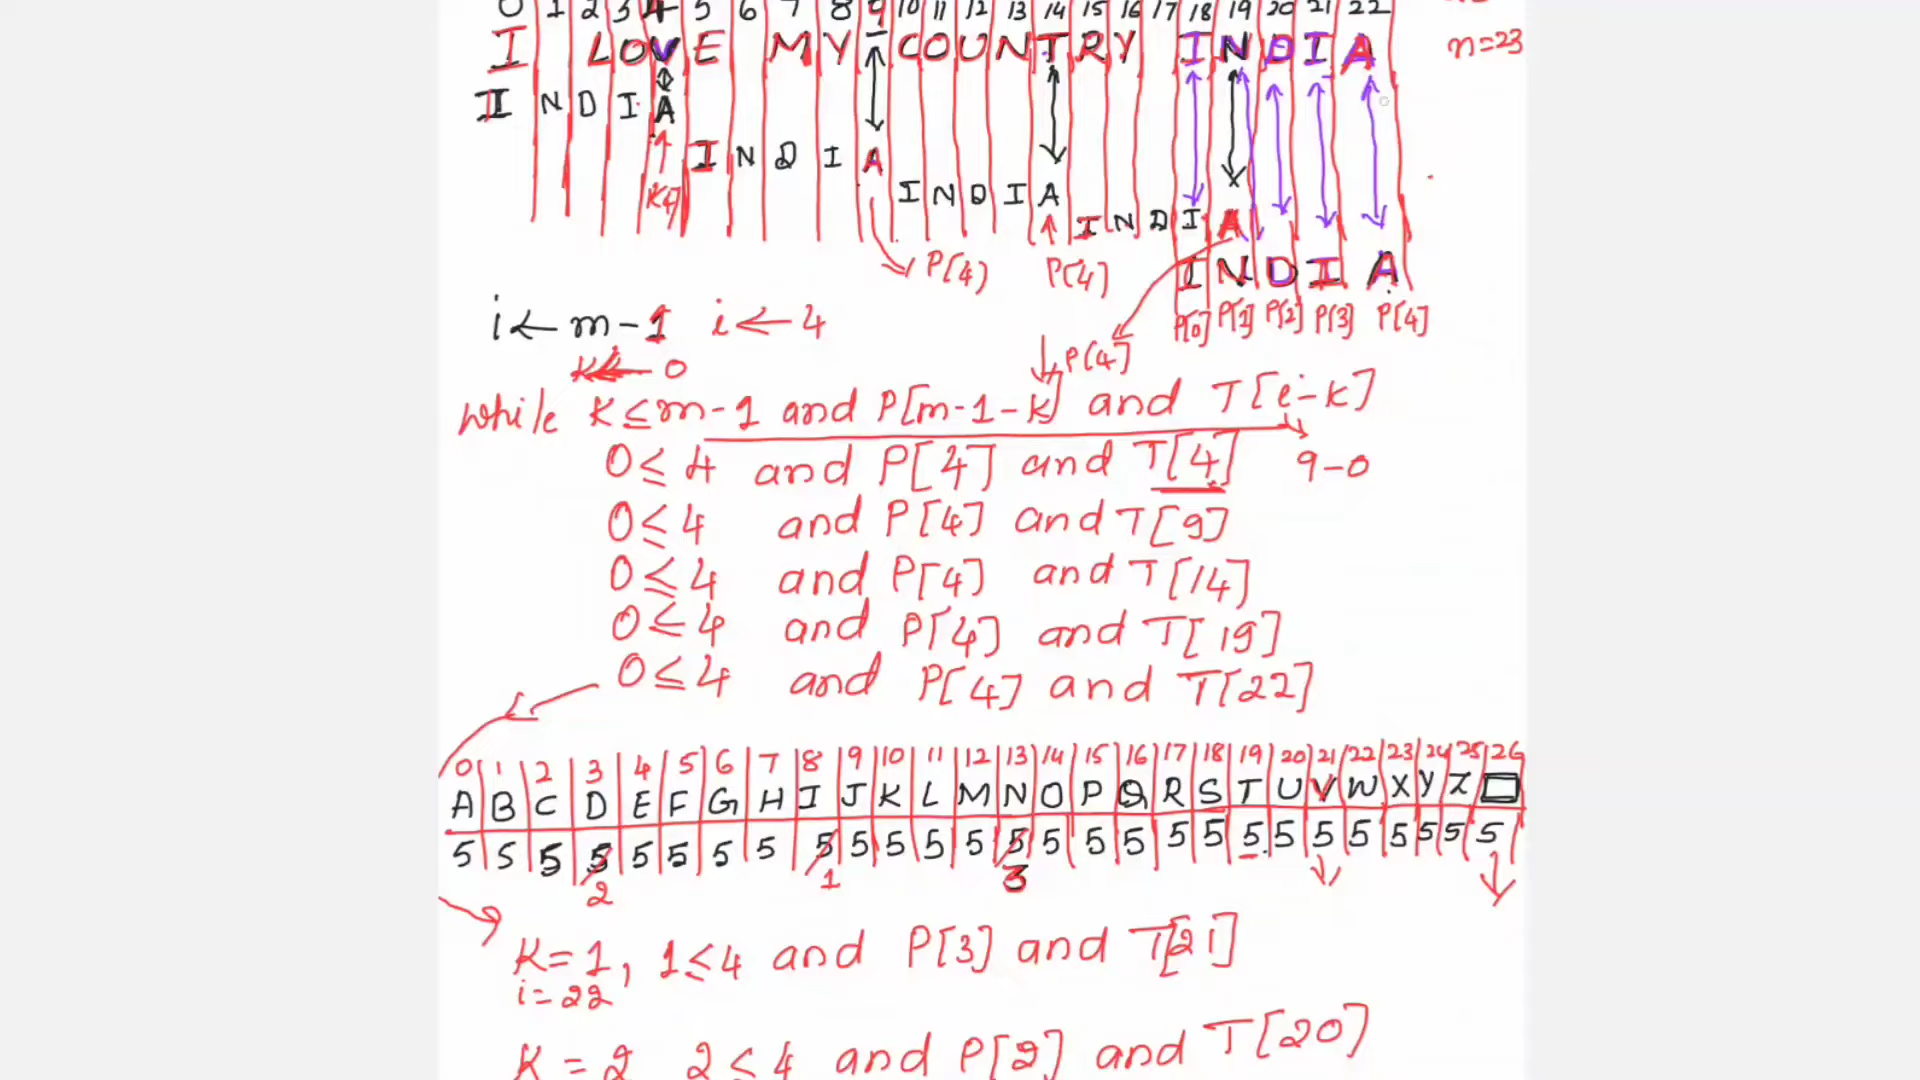 0 1 2 3 4 5 6 7 8 9 10 11 12 13 14 15 16 17 18 19 20 21 22
I LOVE MY COUNTRY INDIA n=23
I N D I A
I N D I A
K4
I N D I A
I N D I A
P[4] P[4] I N D I A
P[0] P[1] P[2] P[3] P[4]
i ← m-1 i ← 4
K ← 0 P[4]
while K ≤ m-1 and P[m-1-k] and T[i-k]
0 ≤ 4 and P[4] and T[4] 9-0
0 ≤ 4 and P[4] and T[9]
0 ≤ 4 and P[4] and T[14]
0 ≤ 4 and P[4] and T[19]
0 ≤ 4 and P[4] and T[22]
0 1 2 3 4 5 6 7 8 9 10 11 12 13 14 15 16 17 18 19 20 21 22 23 24 25 26
A B C D E F G H I J K L M N O P Q R S T U V W X Y Z
5 5 5 5 5 5 5 5 5 5 5 5 5 5 5 5 5 5 5 5 5 5 5 5 5 5 5
2 1 3
K = 1, 1 ≤ 4 and P[3] and T[21]
i = 22
K = 2 2 ≤ 4 and P[2] and T[20]